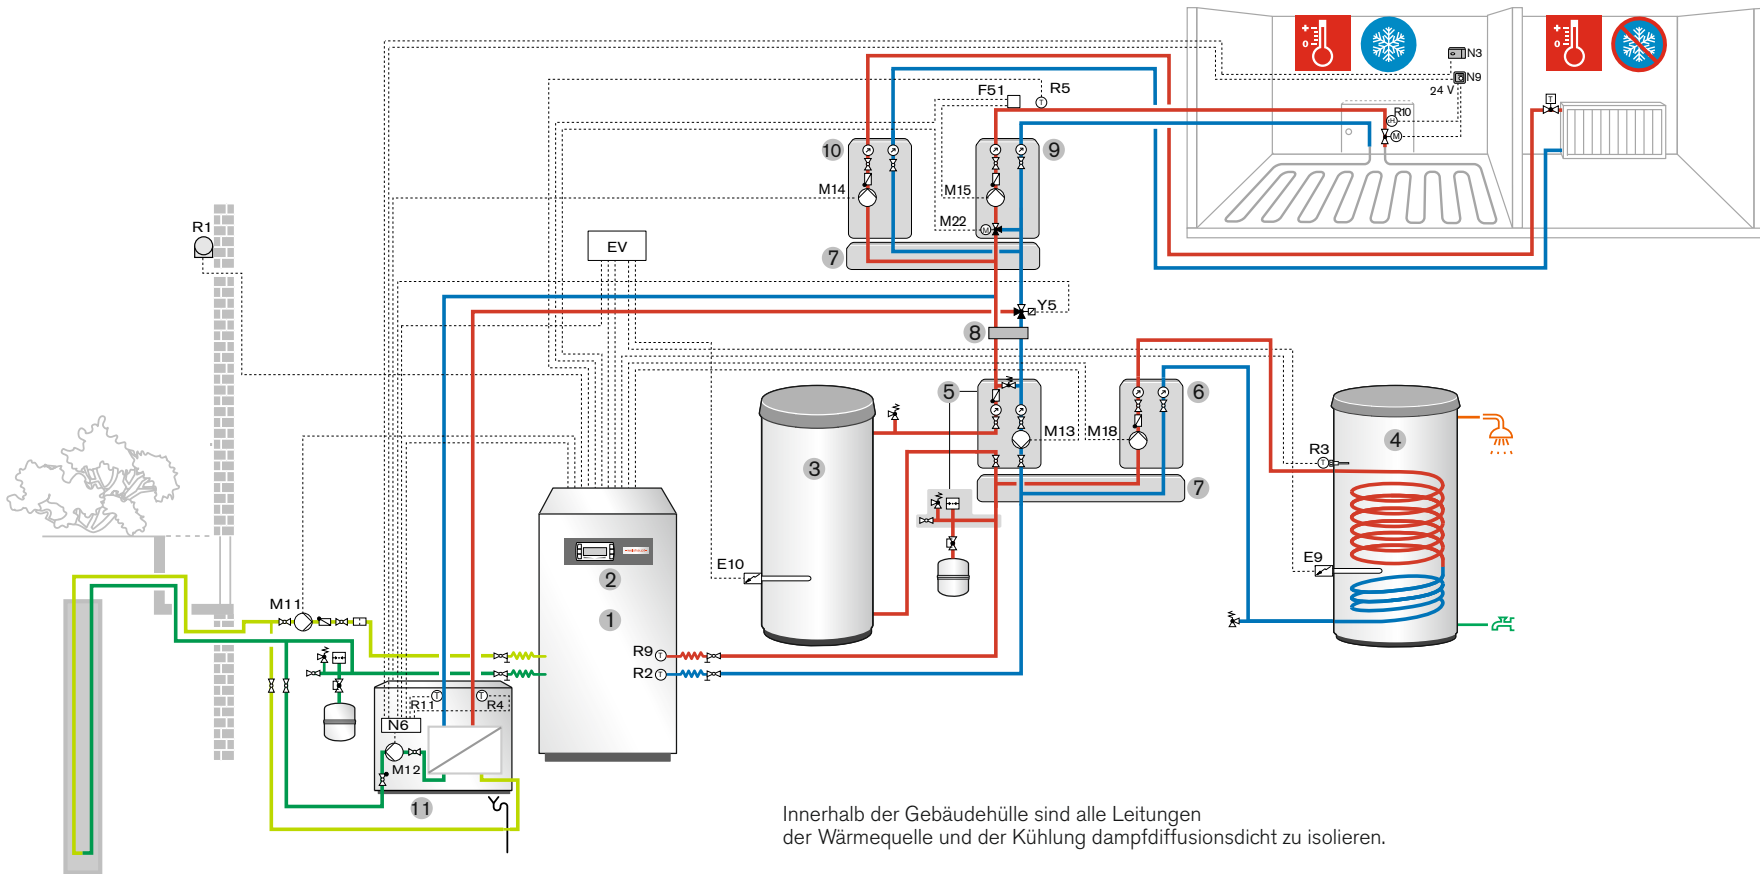 +
0
+
0
N3
N9
24 V
R10
H
M
T
F51
R5
T
10
9
M14
M15
M22
M
7
R1
EV
Y5
8
5
6
M13
M18
3
4
R3
T
7
2
1
E10
E9
M11
R9
T
R2
T
T
T
R11
R4
N6
M12
11
Innerhalb der Gebäudehülle sind alle Leitungen
der Wärmequelle und der Kühlung dampfdiffusionsdicht zu isolieren.